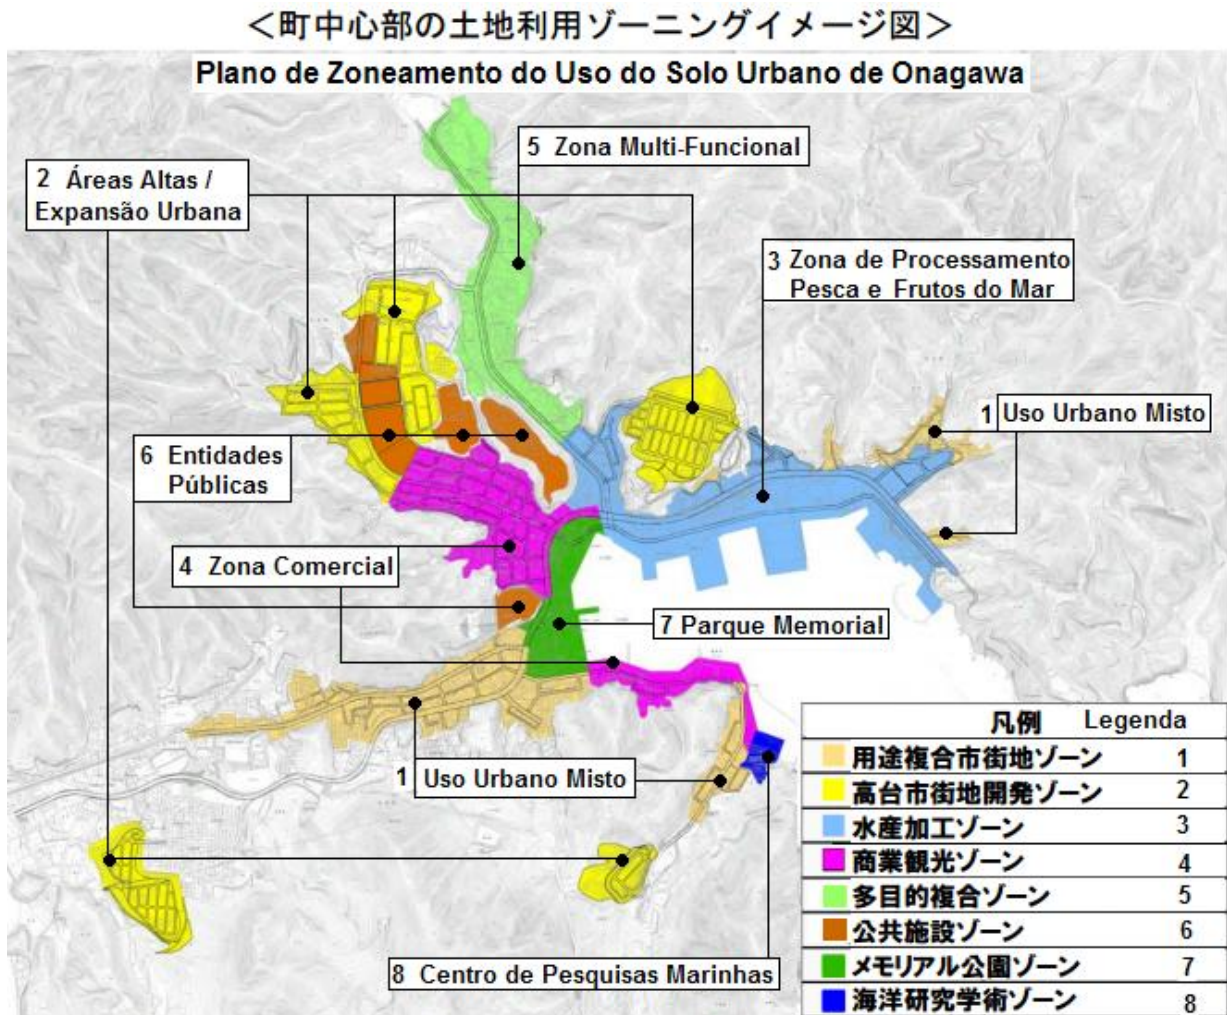 <町中心部の土地利用ゾーニングイメージ図>
Plano de Zoneamento do Uso do Solo Urbano de Onagawa
5 Zona Multi-Funcional
2 Áreas Altas /
Expansão Urbana
3 Zona de Processamento
Pesca e Frutos do Mar
1 Uso Urbano Misto
6 Entidades
Públicas
4 Zona Comercial
7 Parque Memorial
1 Uso Urbano Misto
8 Centro de Pesquisas Marinhas
凡例 Legenda
用途複合市街地ゾーン 1
高台市街地開発ゾーン 2
水産加工ゾーン 3
商業観光ゾーン 4
多目的複合ゾーン 5
公共施設ゾーン 6
メモリアル公園ゾーン 7
海洋研究学術ゾーン 8